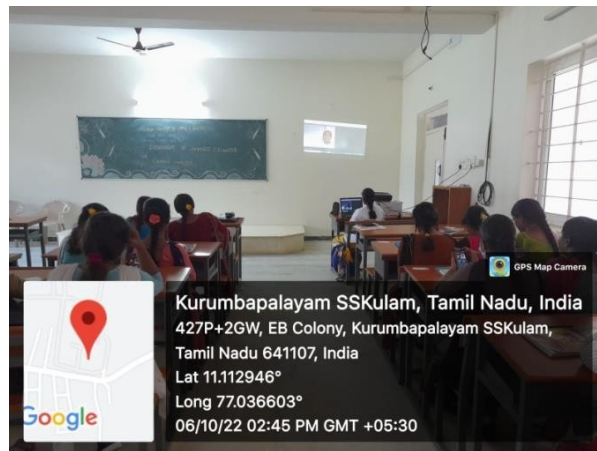 GPS Map Camera
Kurumbapalayam SSKulam, Tamil Nadu, India
427P+2GW, EB Colony, Kurumbapalayam SSKulam,
Tamil Nadu 641107, India
Lat 11.112946°
Long 77.036603°
06/10/22 02:45 PM GMT +05:30
Google